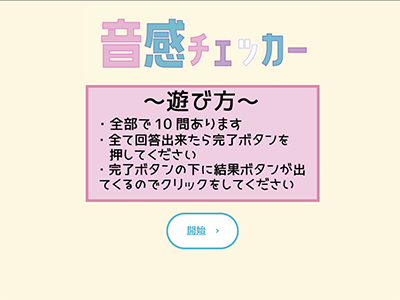 音感チェッカー
～遊び方～
・全部で10問あります
・全て回答出来たら完了ボタンを
押してください
・完了ボタンの下に結果ボタンが出
てくるのでクリックをしてください
開始 ›